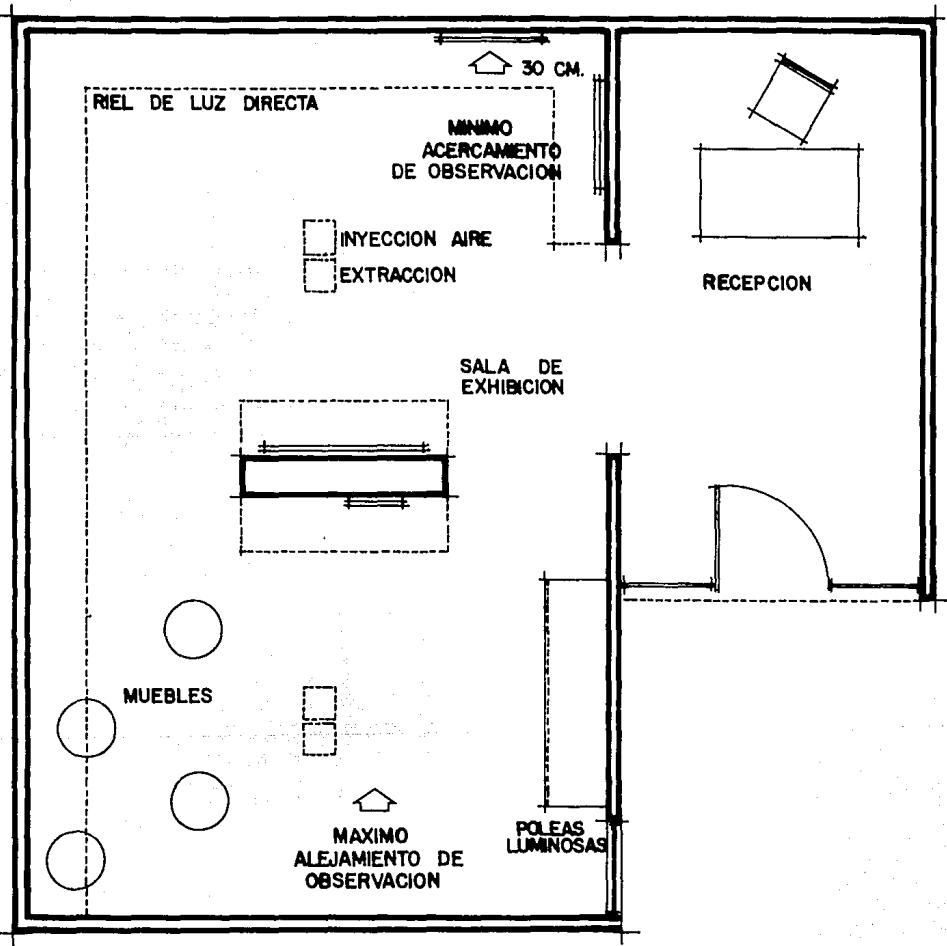 30 CM.
RIEL DE LUZ DIRECTA
MINIMO
ACERCAMIENTO
DE OBSERVACION
INYECCION AIRE
EXTRACCION
RECEPCION
SALA DE
EXHIBICION
MUEBLES
MAXIMO
ALEJAMIENTO DE
OBSERVACION
POLEAS
LUMINOSAS